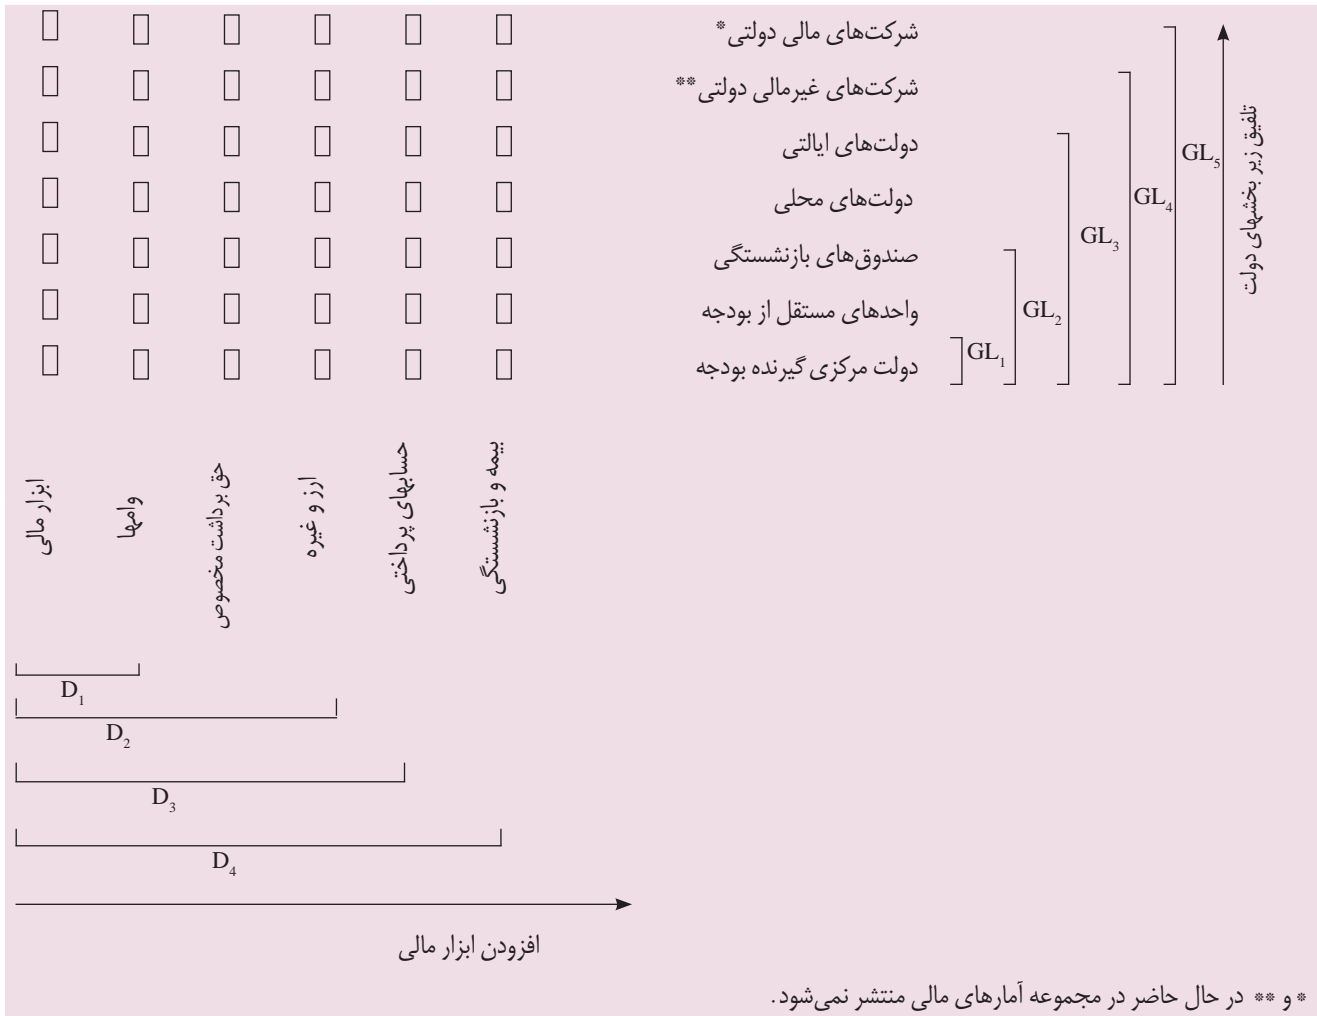 شرکت‌های مالی دولتی*
شرکت‌های غیرمالی دولتی**
دولت‌های ایالتی
دولت‌های محلی
صندوق‌های بازنشستگی
واحدهای مستقل از بودجه
دولت مرکزی گیرنده بودجه
GL₁
GL₂
GL₃
GL₄
GL₅
تلفیق زیر بخشهای دولت
ابزار مالی
وامها
حق برداشت مخصوص
ارز و غیره
حسابهای پرداختی
بیمه و بازنشستگی
D₁
D₂
D₃
D₄
افزودن ابزار مالی
* و ** در حال حاضر در مجموعه آمارهای مالی منتشر نمی‌شود.